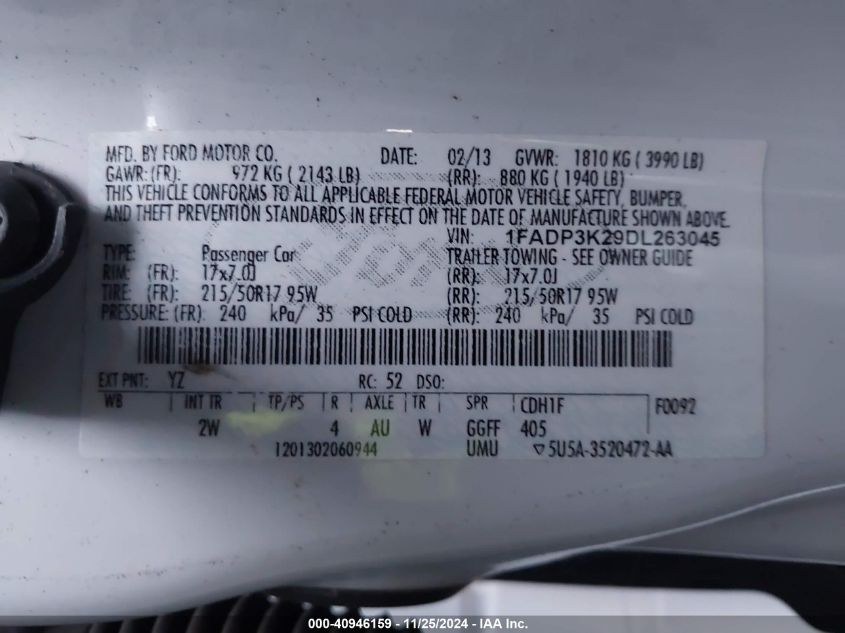 MFD. BY FORD MOTOR CO. DATE: 02/13 GVWR: 1810 KG ( 3990 LB)
GAWR: (FR): 972 KG ( 2143 LB) (RR): 880 KG ( 1940 LB)
THIS VEHICLE CONFORMS TO ALL APPLICABLE FEDERAL MOTOR VEHICLE SAFETY, BUMPER,
AND THEFT PREVENTION STANDARDS IN EFFECT ON THE DATE OF MANUFACTURE SHOWN ABOVE.
VIN: 1FADP3K29DL263045
TYPE: Passenger Car TRAILER TOWING - SEE OWNER GUIDE
RIM: (FR): 17x7.0J (RR): 17x7.0J
TIRE: (FR): 215/50R17 95W (RR): 215/50R17 95W
PRESSURE: (FR): 240 kPa/ 35 PSI COLD (RR): 240 kPa/ 35 PSI COLD
EXT PNT: YZ RC: 52 DSO:
WB INT TR TP/PS R AXLE TR SPR CDH1F F0092
2W 4 AU W GGFF 405
1201302060944 UMU ▽5U5A-3520472-AA
000-40946159 - 11/25/2024 - IAA Inc.